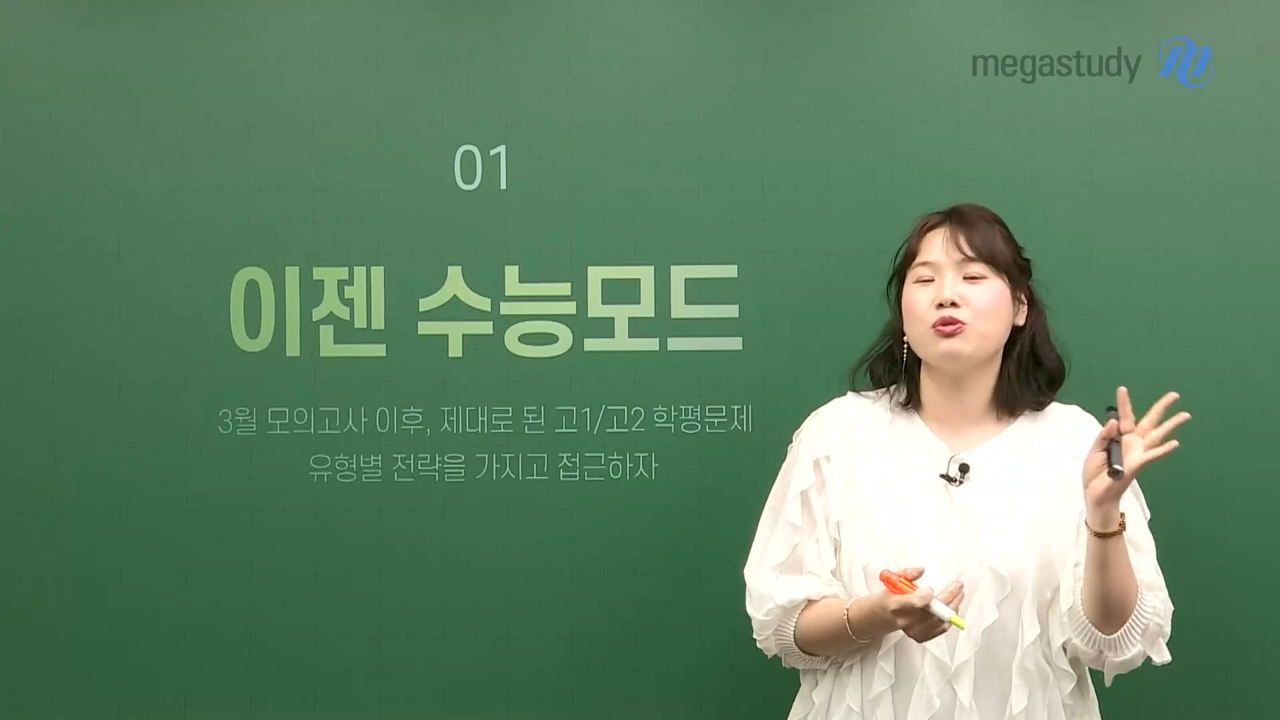 megastudy
01
이젠 수능모드
3월 모의고사 이후, 제대로 된 고1/고2 학평문제
유형별 전략을 가지고 접근하자